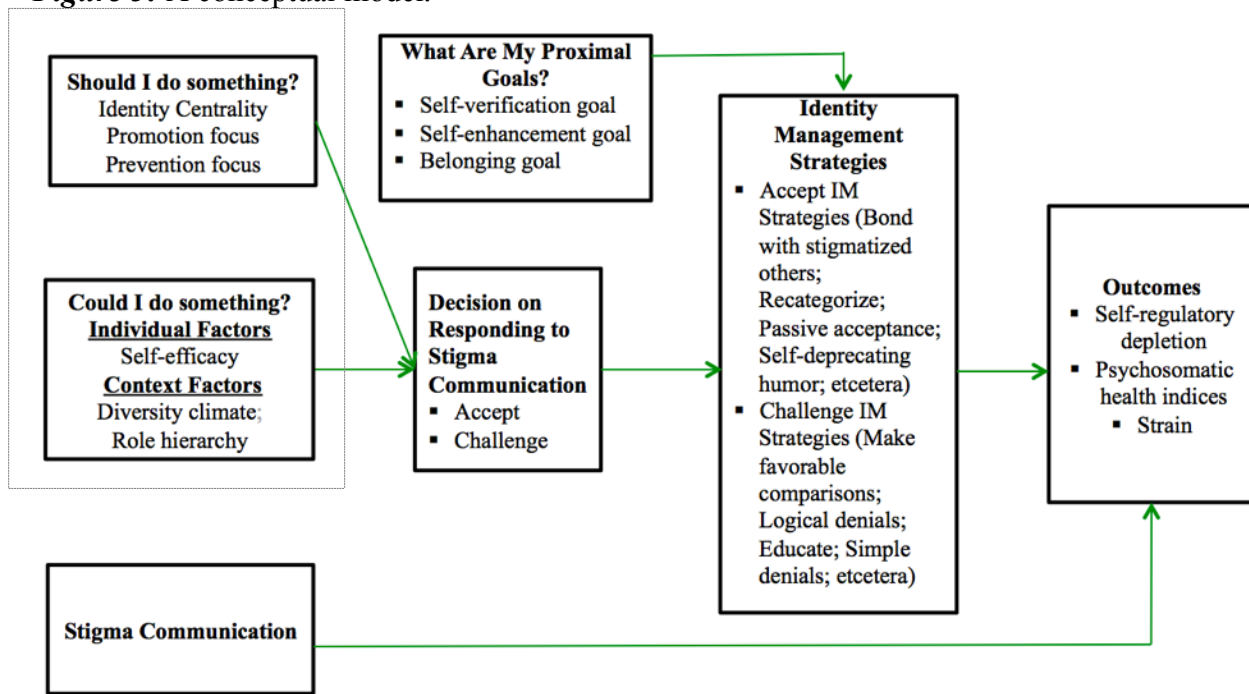 Should I do something?
Identity Centrality
Promotion focus
Prevention focus
What Are My Proximal
Goals?
▪ Self-verification goal
▪ Self-enhancement goal
▪ Belonging goal
Could I do something?
Individual Factors
Self-efficacy
Context Factors
Diversity climate;
Role hierarchy
Decision on
Responding to
Stigma
Communication
▪ Accept
▪ Challenge
Identity
Management
Strategies
▪ Accept IM
Strategies (Bond
with stigmatized
others;
Recategorize;
Passive acceptance;
Self-deprecating
humor; etcetera)
▪ Challenge IM
Strategies (Make
favorable
comparisons;
Logical denials;
Educate; Simple
denials; etcetera)
Outcomes
▪ Self-regulatory
depletion
▪ Psychosomatic
health indices
▪ Strain
Stigma Communication